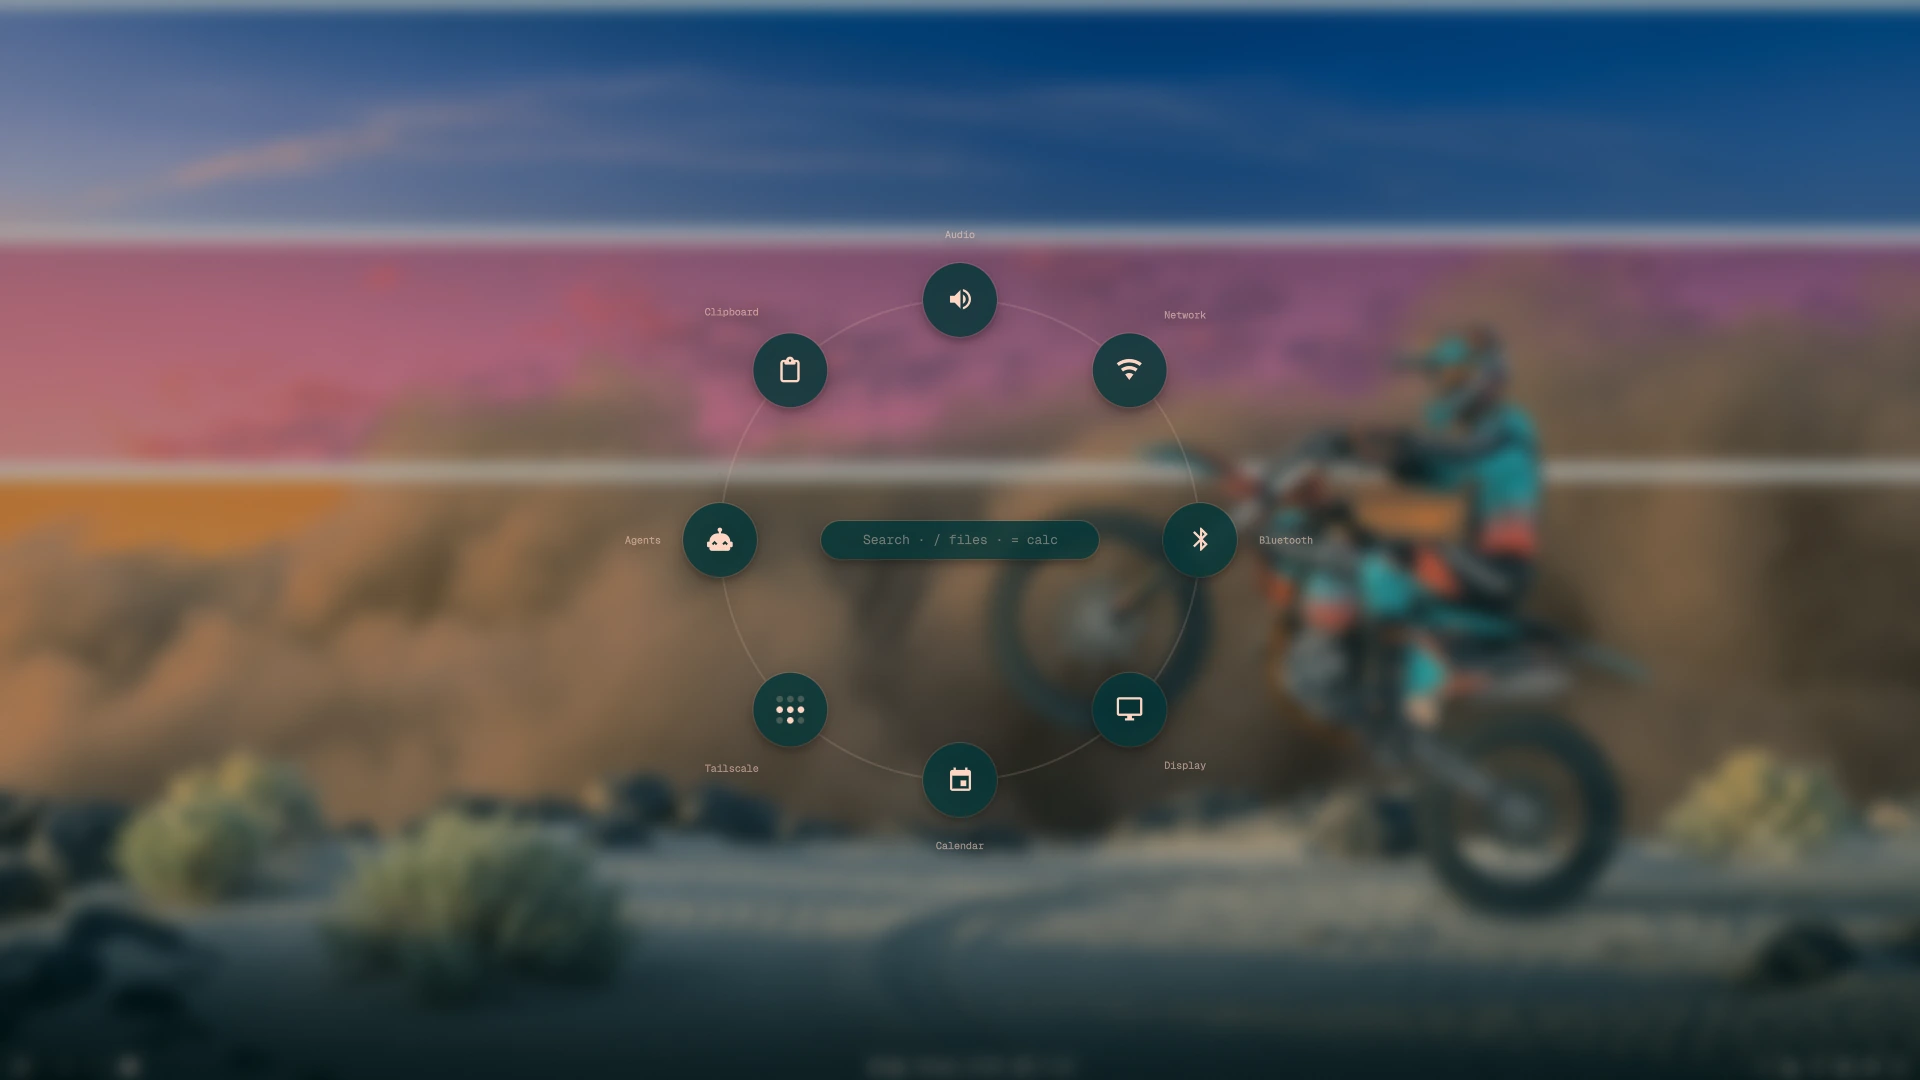 Audio
Clipboard
Network
Agents
Search · / files · = calc
Bluetooth
Tailscale
Display
Calendar